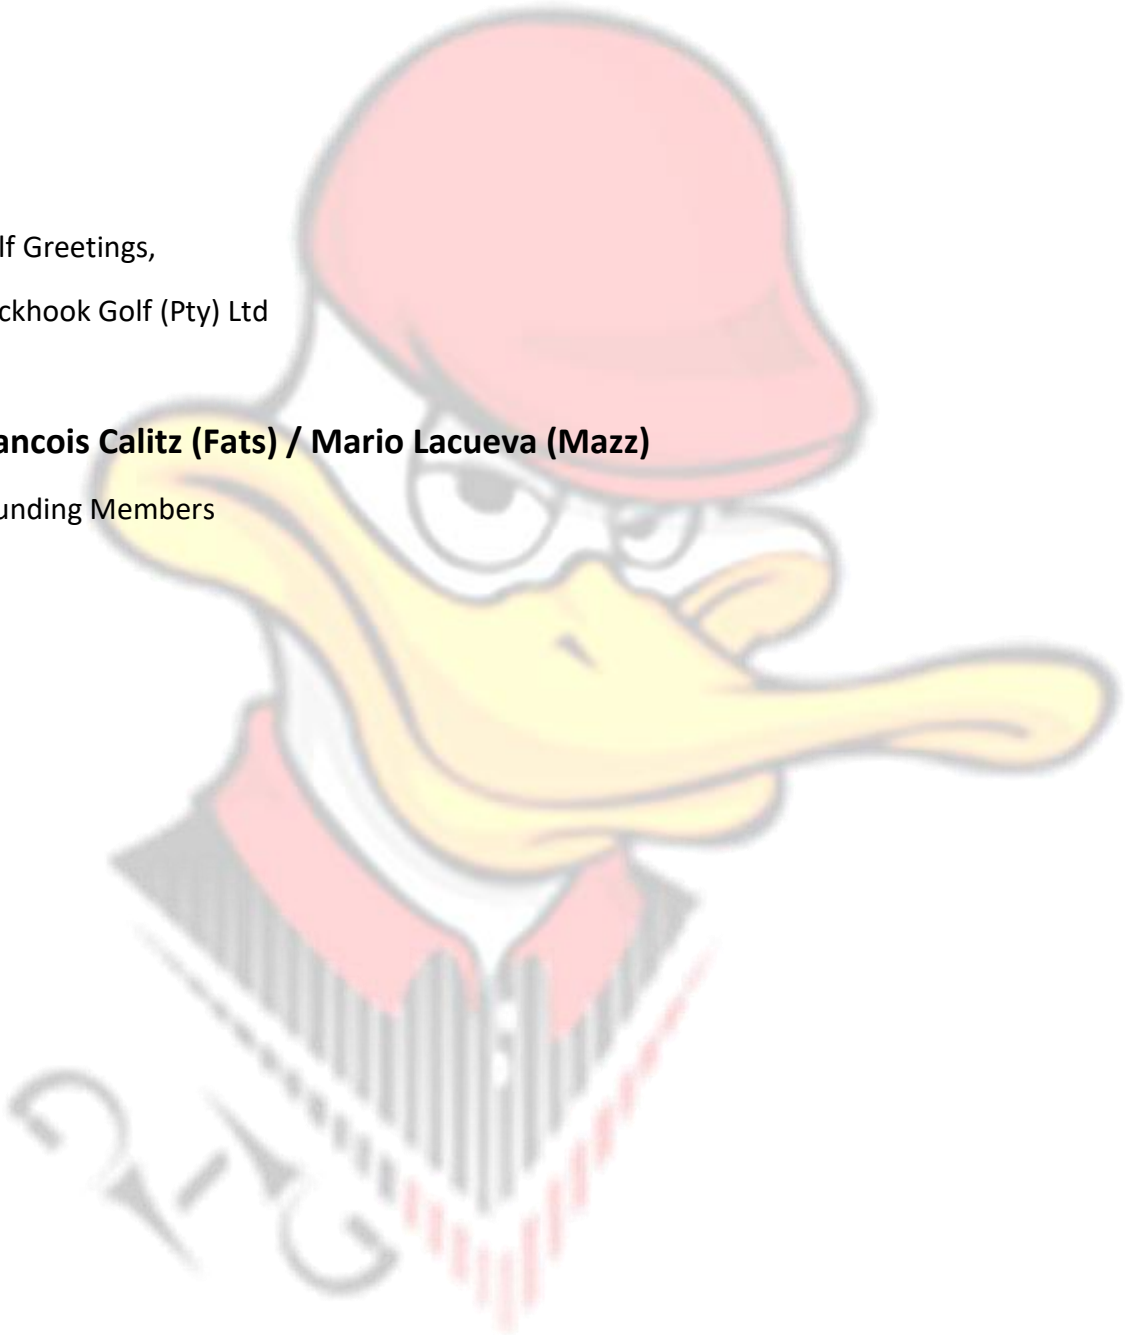 lf Greetings,
ckhook Golf (Pty) Ltd
ancois Calitz (Fats) / Mario Lacueva (Mazz)
unding Members